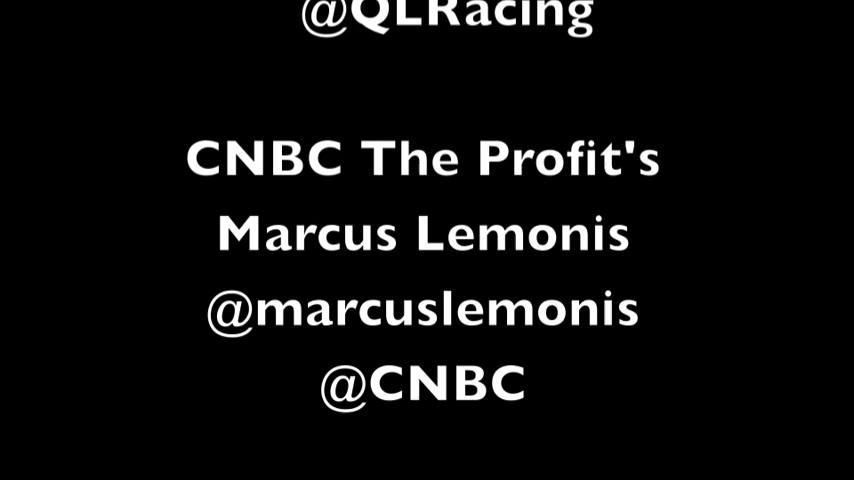 @QLRacing
CNBC The Profit's
Marcus Lemonis
@marcuslemonis
@CNBC